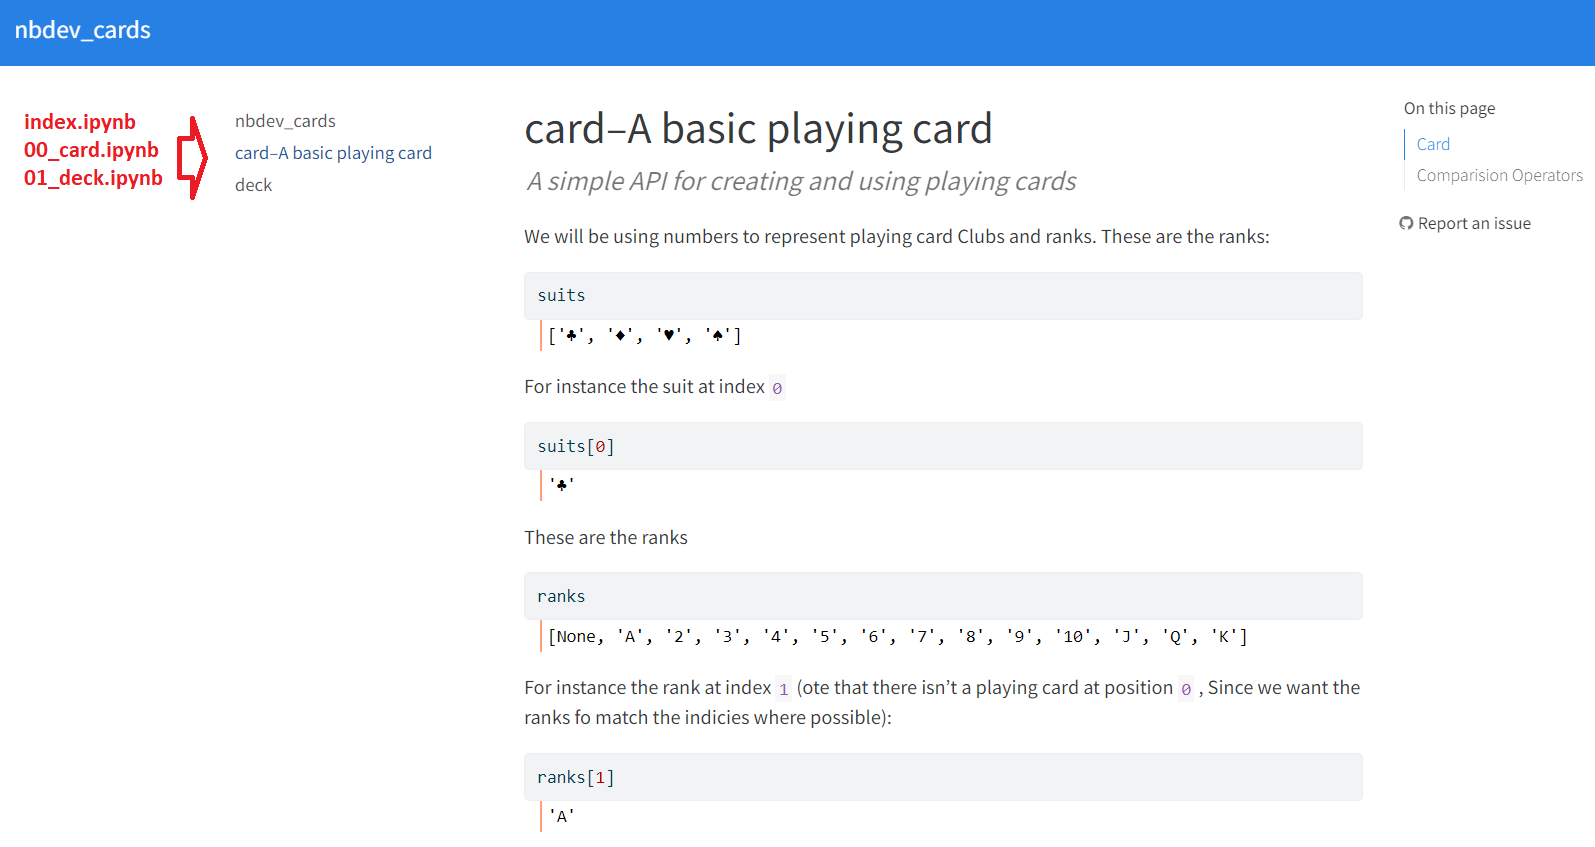 nbdev_cards
index.ipynb
00_card.ipynb
01_deck.ipynb
nbdev_cards
card–A basic playing card
deck
card–A basic playing card
A simple API for creating and using playing cards
We will be using numbers to represent playing card Clubs and ranks. These are the ranks:
suits
['♣', '♦', '♥', '♠']
For instance the suit at index 0
suits[0]
'♣'
These are the ranks
ranks
[None, 'A', '2', '3', '4', '5', '6', '7', '8', '9', '10', 'J', 'Q', 'K']
For instance the rank at index 1 (ote that there isn’t a playing card at position 0 , Since we want the
ranks fo match the indicies where possible):
ranks[1]
'A'
On this page
Card
Comparision Operators
Report an issue